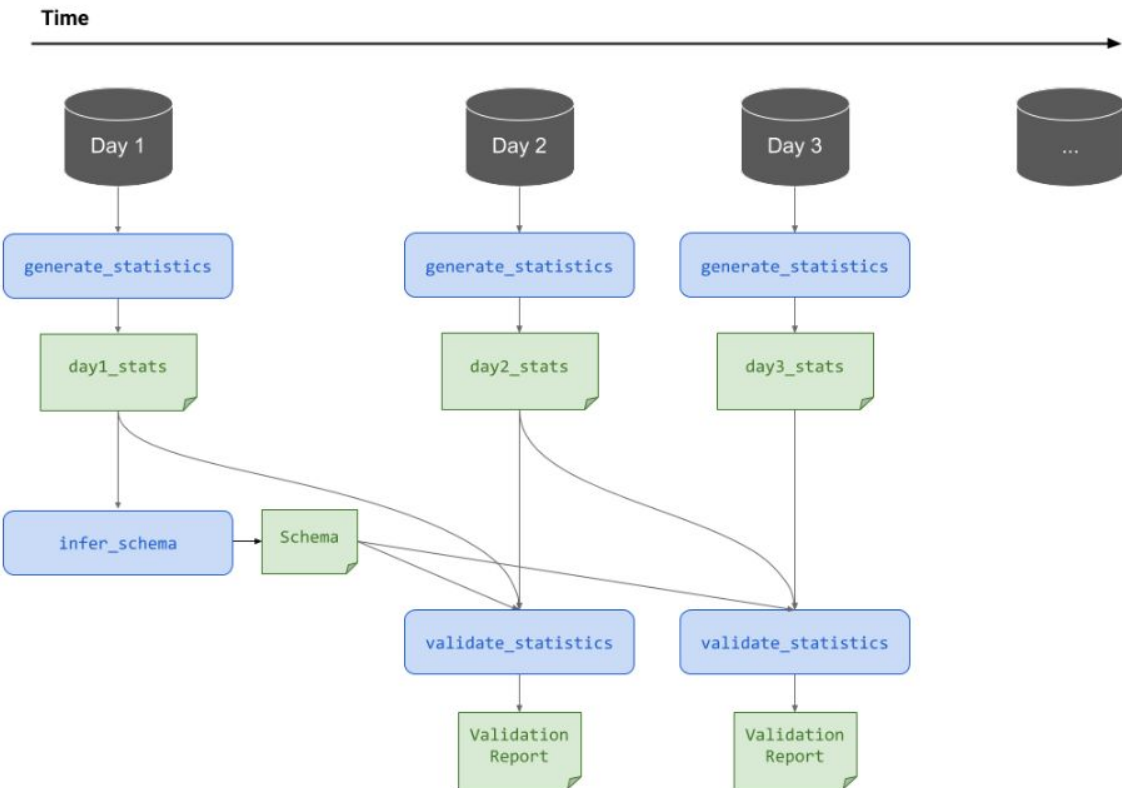 Time
Day 1
Day 2
Day 3
...
generate_statistics
generate_statistics
generate_statistics
day1_stats
day2_stats
day3_stats
infer_schema
Schema
validate_statistics
validate_statistics
Validation
Report
Validation
Report